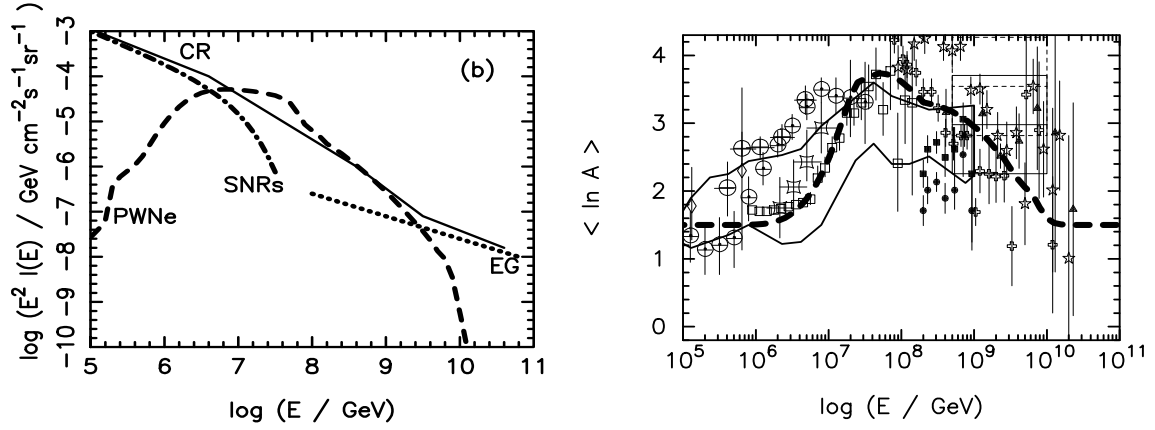 log (E² I(E) / GeV cm⁻²s⁻¹sr⁻¹ )
-3
-4
-5
-6
-7
-8
-9
-10
CR
(b)
SNRs
PWNe
EG
5 6 7 8 9 10 11
log (E / GeV)
< ln A >
4
3
2
1
0
10⁵ 10⁶ 10⁷ 10⁸ 10⁹ 10¹⁰ 10¹¹
log (E / GeV)